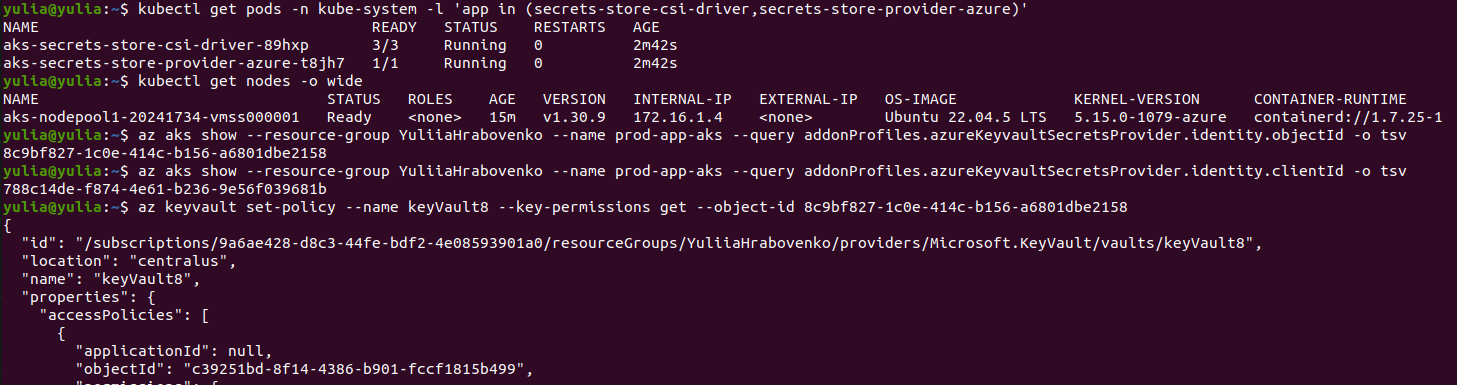 yulia@yulia:~$ kubectl get pods -n kube-system -l 'app in (secrets-store-csi-driver,secrets-store-provider-azure)'
NAME READY STATUS RESTARTS AGE
aks-secrets-store-csi-driver-89hxp 3/3 Running 0 2m42s
aks-secrets-store-provider-azure-t8jh7 1/1 Running 0 2m42s
yulia@yulia:~$ kubectl get nodes -o wide
NAME STATUS ROLES AGE VERSION INTERNAL-IP EXTERNAL-IP OS-IMAGE KERNEL-VERSION CONTAINER-RUNTIME
aks-nodepool1-20241734-vmss000001 Ready <none> 15m v1.30.9 172.16.1.4 <none> Ubuntu 22.04.5 LTS 5.15.0-1079-azure containerd://1.7.25-1
yulia@yulia:~$ az aks show --resource-group YuliiaHrabovenko --name prod-app-aks --query addonProfiles.azureKeyvaultSecretsProvider.identity.objectId -o tsv
8c9bf827-1c0e-414c-b156-a6801dbe2158
yulia@yulia:~$ az aks show --resource-group YuliiaHrabovenko --name prod-app-aks --query addonProfiles.azureKeyvaultSecretsProvider.identity.clientId -o tsv
788c14de-f874-4e61-b236-9e56f039681b
yulia@yulia:~$ az keyvault set-policy --name keyVault8 --key-permissions get --object-id 8c9bf827-1c0e-414c-b156-a6801dbe2158
{
"id": "/subscriptions/9a6ae428-d8c3-44fe-bdf2-4e08593901a0/resourceGroups/YuliiaHrabovenko/providers/Microsoft.KeyVault/vaults/keyVault8",
"location": "centralus",
"name": "keyVault8",
"properties": {
"accessPolicies": [
{
"applicationId": null,
"objectId": "c39251bd-8f14-4386-b901-fccf1815b499",
"permissions": {